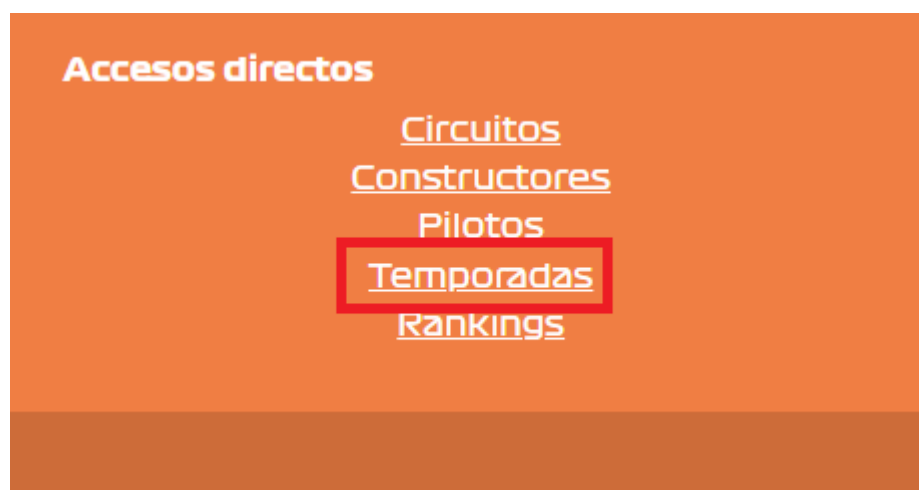 Accesos directos
Circuitos
Constructores
Pilotos
Temporadas
Rankings